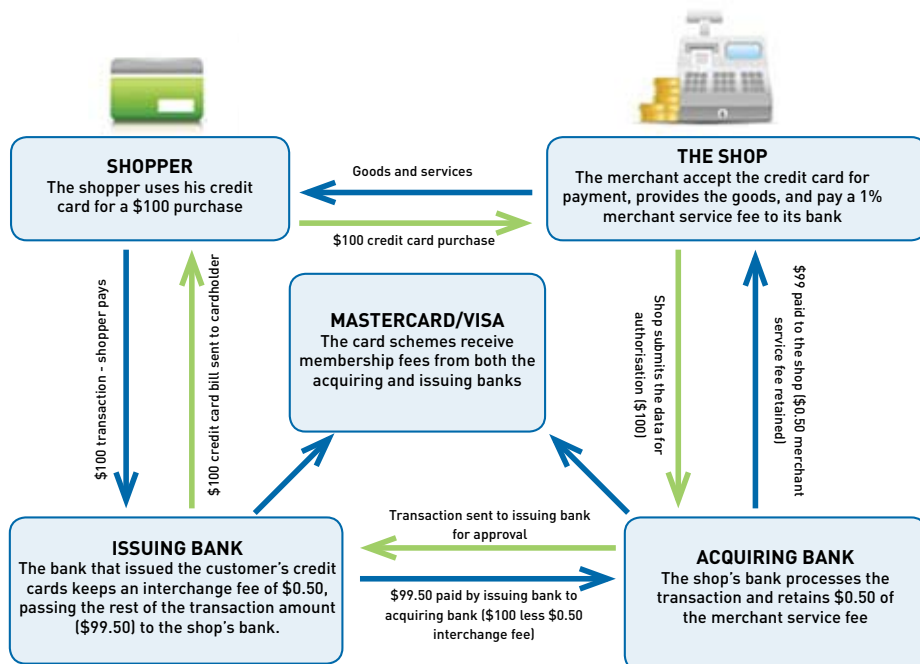 SHOPPER
The shopper uses his credit
card for a $100 purchase
Goods and services
$100 credit card purchase
THE SHOP
The merchant accept the credit card for
payment, provides the goods, and pay a 1%
merchant service fee to its bank
$100 transaction - shopper pays
$100 credit card bill sent to cardholder
MASTERCARD/VISA
The card schemes receive
membership fees from both the
acquiring and issuing banks
Shop submits the data for
authorisation ($100)
$99 paid to the shop ($0.50 merchant
service fee retained)
ISSUING BANK
The bank that issued the customer’s credit
cards keeps an interchange fee of $0.50,
passing the rest of the transaction amount
($99.50) to the shop’s bank.
Transaction sent to issuing bank
for approval
$99.50 paid by issuing bank to
acquiring bank ($100 less $0.50
interchange fee)
ACQUIRING BANK
The shop’s bank processes the
transaction and retains $0.50 of
the merchant service fee